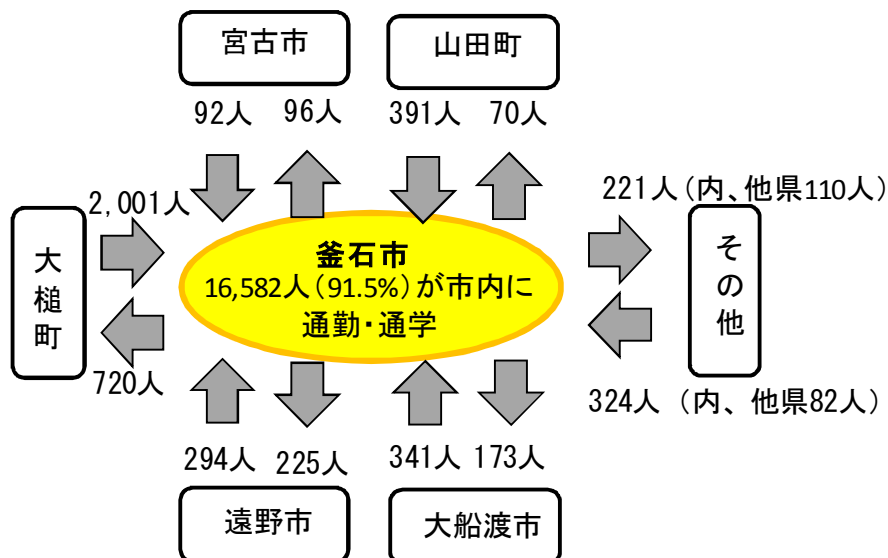 宮古市
山田町
92人
96人
391人
70人
2,001人
221人(内、他県110人)
大槌町
釜石市
16,582人(91.5%)が市内に
通勤・通学
その他
720人
324人 (内、他県82人)
294人
225人
341人
173人
遠野市
大船渡市